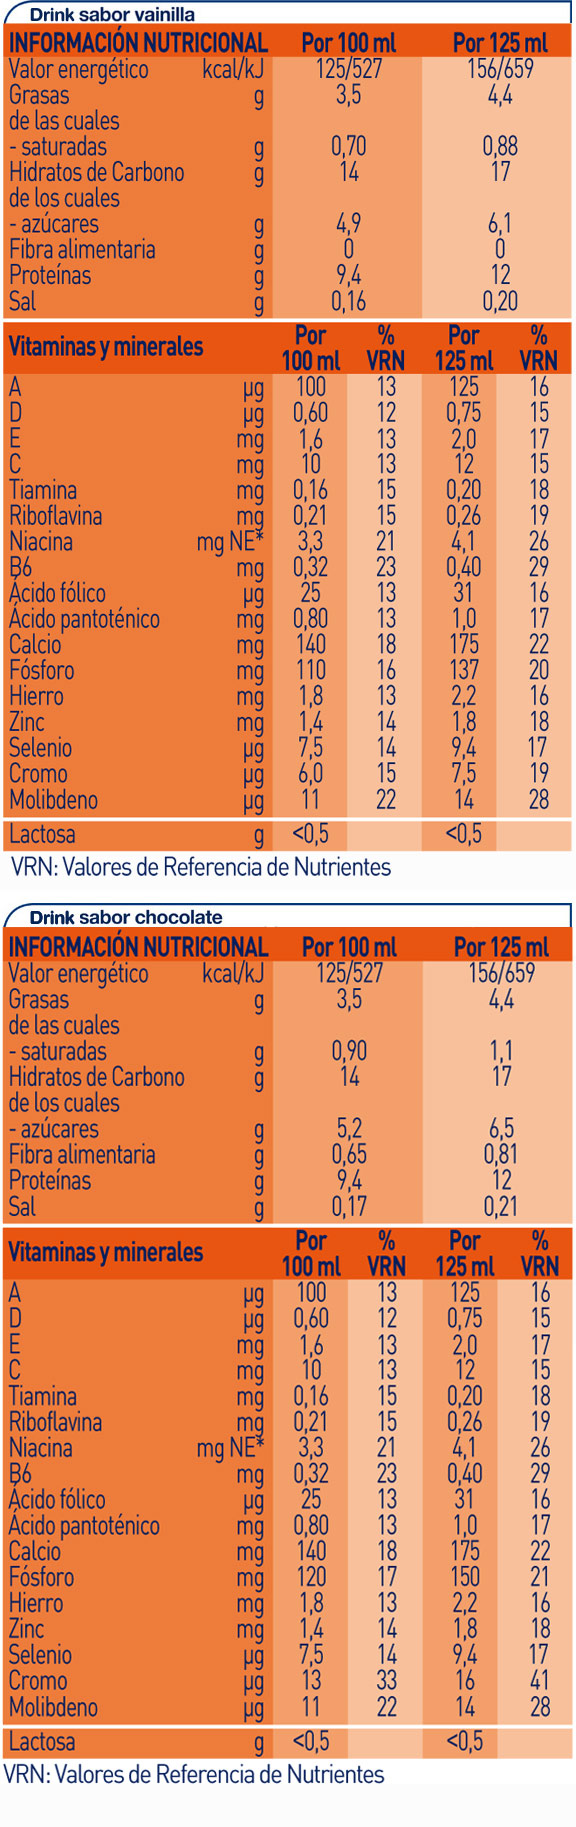 Drink sabor vainilla
INFORMACIÓN NUTRICIONAL Por 100 ml Por 125 ml
Valor energético kcal/kJ 125/527 156/659
Grasas g 3,5 4,4
de las cuales
- saturadas g 0,70 0,88
Hidratos de Carbono g 14 17
de los cuales
- azúcares g 4,9 6,1
Fibra alimentaria g 0 0
Proteínas g 9,4 12
Sal g 0,16 0,20
Vitaminas y minerales Por 100 ml % VRN Por 125 ml % VRN
A µg 100 13 125 16
D µg 0,60 12 0,75 15
E mg 1,6 13 2,0 17
C mg 10 13 12 15
Tiamina mg 0,16 15 0,20 18
Riboflavina mg 0,21 15 0,26 19
Niacina mg NE* 3,3 21 4,1 26
B6 mg 0,32 23 0,40 29
Ácido fólico µg 25 13 31 16
Ácido pantoténico mg 0,80 13 1,0 17
Calcio mg 140 18 175 22
Fósforo mg 110 16 137 20
Hierro mg 1,8 13 2,2 16
Zinc mg 1,4 14 1,8 18
Selenio µg 7,5 14 9,4 17
Cromo µg 6,0 15 7,5 19
Molibdeno µg 11 22 14 28
Lactosa g <0,5 <0,5
VRN: Valores de Referencia de Nutrientes
Drink sabor chocolate
INFORMACIÓN NUTRICIONAL Por 100 ml Por 125 ml
Valor energético kcal/kJ 125/527 156/659
Grasas g 3,5 4,4
de las cuales
- saturadas g 0,90 1,1
Hidratos de Carbono g 14 17
de los cuales
- azúcares g 5,2 6,5
Fibra alimentaria g 0,65 0,81
Proteínas g 9,4 12
Sal g 0,17 0,21
Vitaminas y minerales Por 100 ml % VRN Por 125 ml % VRN
A µg 100 13 125 16
D µg 0,60 12 0,75 15
E mg 1,6 13 2,0 17
C mg 10 13 12 15
Tiamina mg 0,16 15 0,20 18
Riboflavina mg 0,21 15 0,26 19
Niacina mg NE* 3,3 21 4,1 26
B6 mg 0,32 23 0,40 29
Ácido fólico µg 25 13 31 16
Ácido pantoténico mg 0,80 13 1,0 17
Calcio mg 140 18 175 22
Fósforo mg 120 17 150 21
Hierro mg 1,8 13 2,2 16
Zinc mg 1,4 14 1,8 18
Selenio µg 7,5 14 9,4 17
Cromo µg 13 33 16 41
Molibdeno µg 11 22 14 28
Lactosa g <0,5 <0,5
VRN: Valores de Referencia de Nutrientes